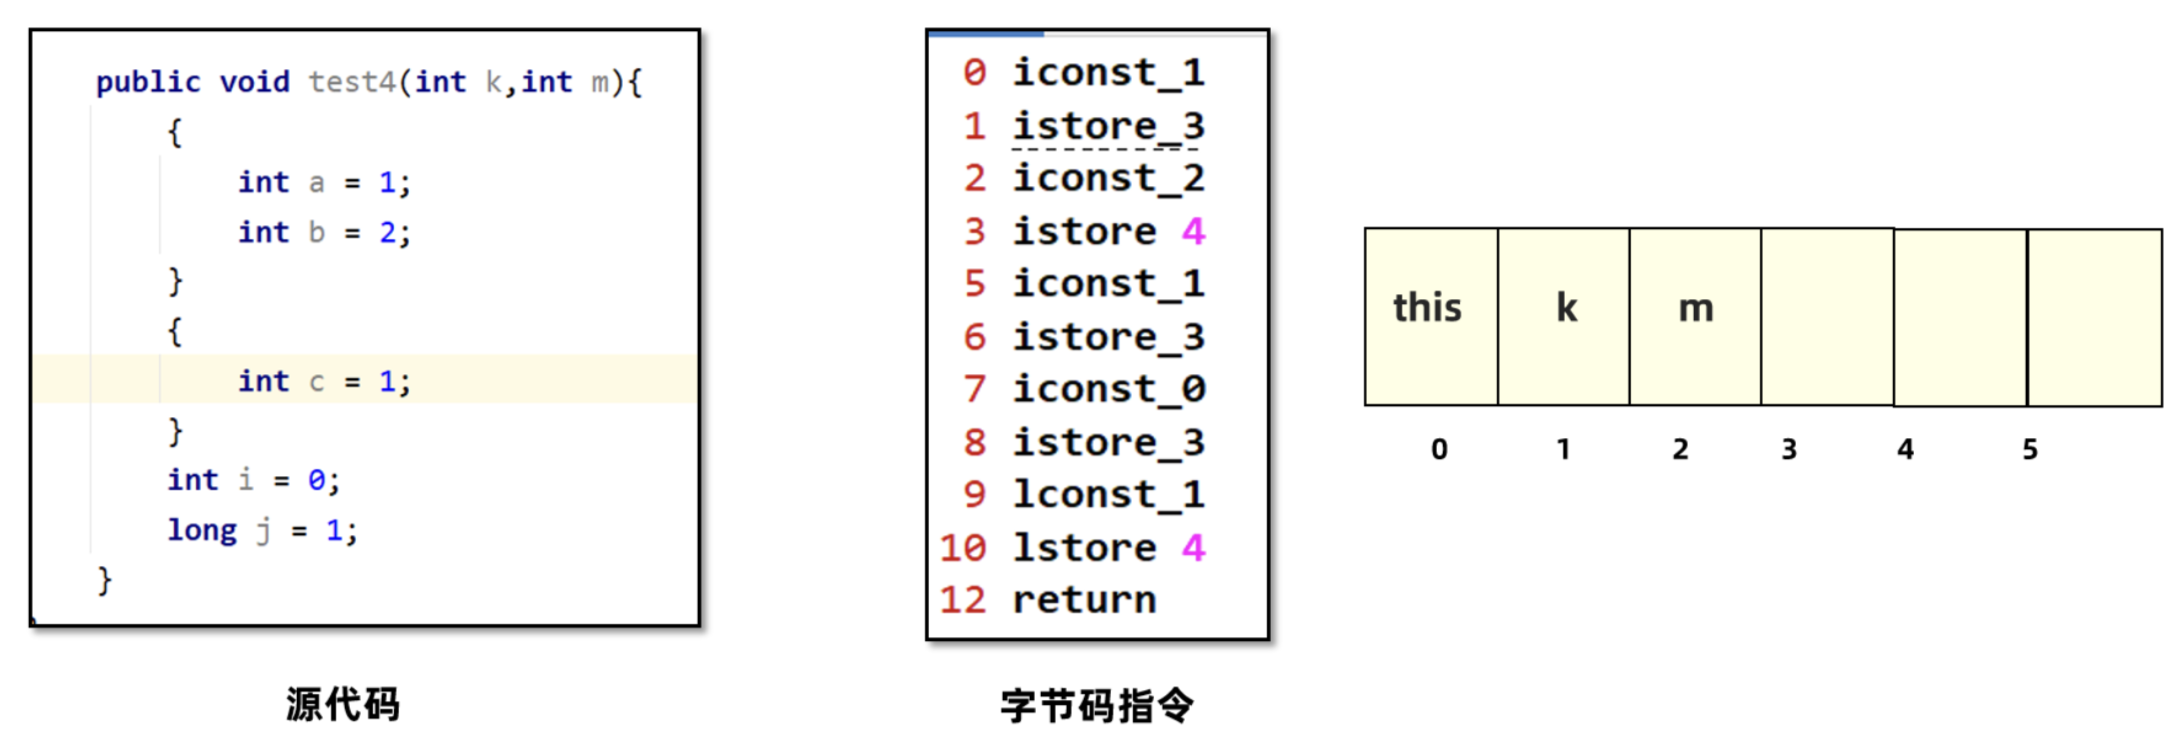 public void test4(int k,int m){
{
int a = 1;
int b = 2;
}
{
int c = 1;
}
int i = 0;
long j = 1;
}
源代码
0 iconst_1
1 istore_3
2 iconst_2
3 istore 4
5 iconst_1
6 istore_3
7 iconst_0
8 istore_3
9 lconst_1
10 lstore 4
12 return
字节码指令
this k m
0 1 2 3 4 5